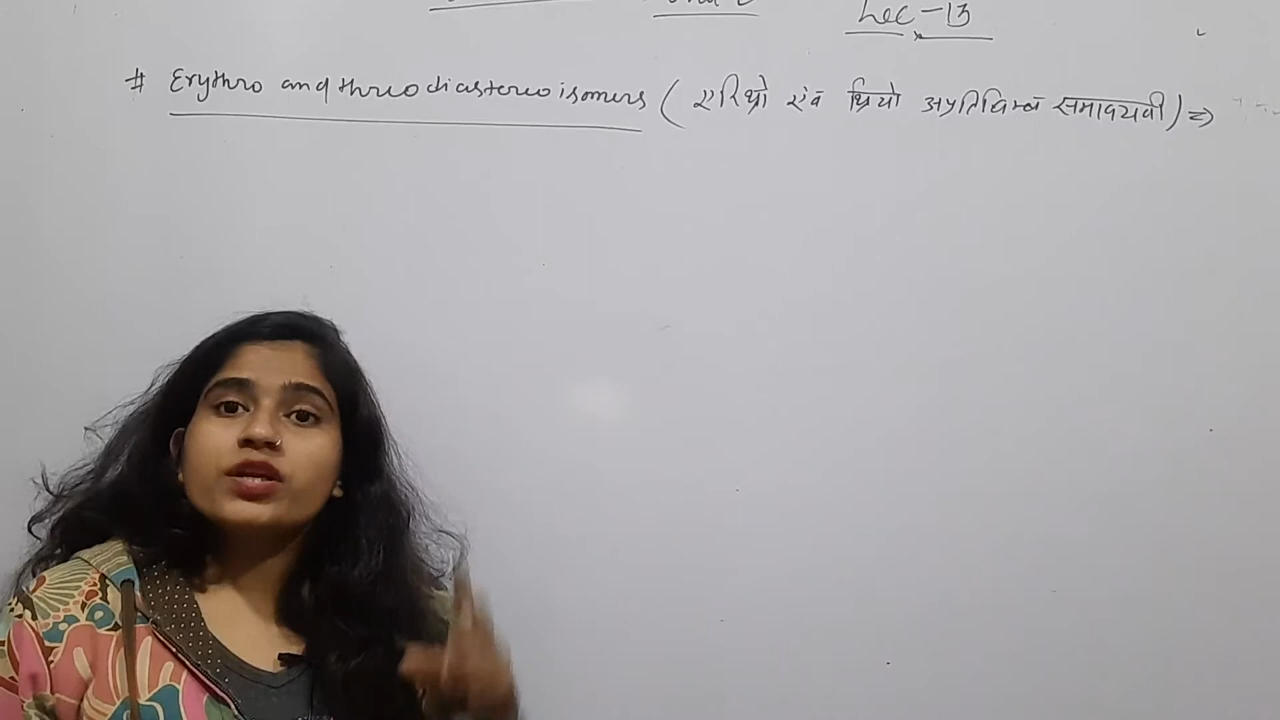 Lec-13
# Erythro and threo diastereoisomers ( एरिथ्रो एवं थ्रियो अप्रतिबिम्ब समावयवी ) ⇒